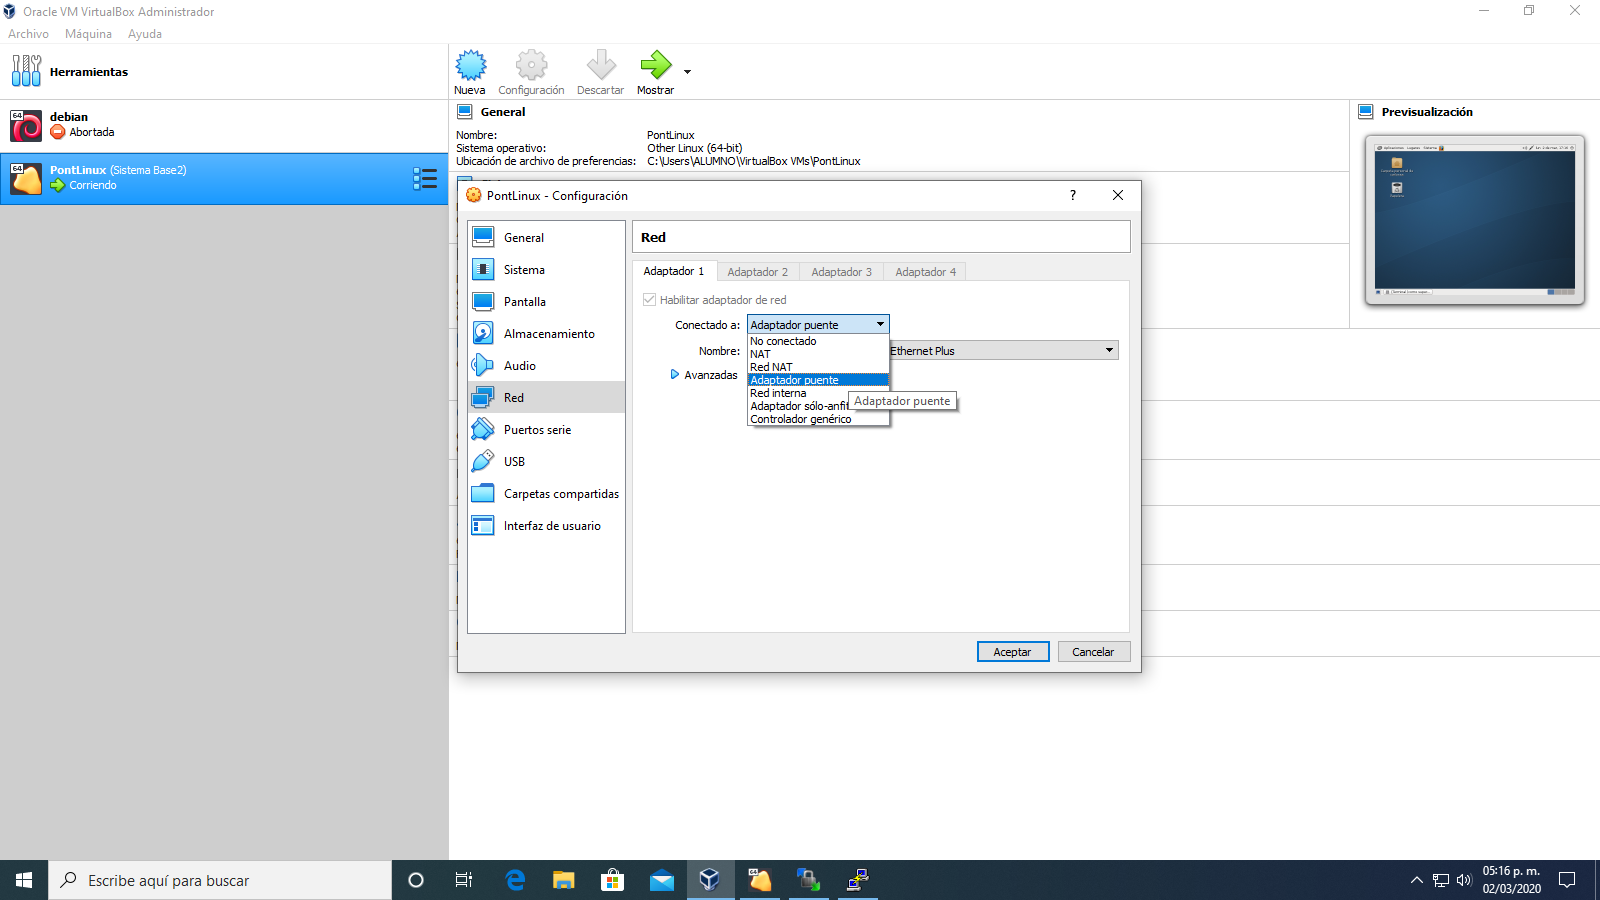 Oracle VM VirtualBox Administrador
Archivo Máquina Ayuda
Herramientas
Nueva Configuración Descartar Mostrar
64 debian
Abortada
64 PontLinux (Sistema Base2)
Corriendo
General
Nombre: PontLinux
Sistema operativo: Other Linux (64-bit)
Ubicación de archivo de preferencias: C:\Users\ALUMNO\VirtualBox VMs\PontLinux
Previsualización
PontLinux - Configuración ?
General
Sistema
Pantalla
Almacenamiento
Audio
Red
Puertos serie
USB
Carpetas compartidas
Interfaz de usuario
Red
Adaptador 1 Adaptador 2 Adaptador 3 Adaptador 4
Habilitar adaptador de red
Conectado a: Adaptador puente
No conectado
NAT
Red NAT
Adaptador puente
Red interna
Adaptador sólo-anfit
Controlador genérico
Adaptador puente
Nombre: Ethernet Plus
Avanzadas
Aceptar Cancelar
Escribe aquí para buscar
05:16 p. m.
02/03/2020